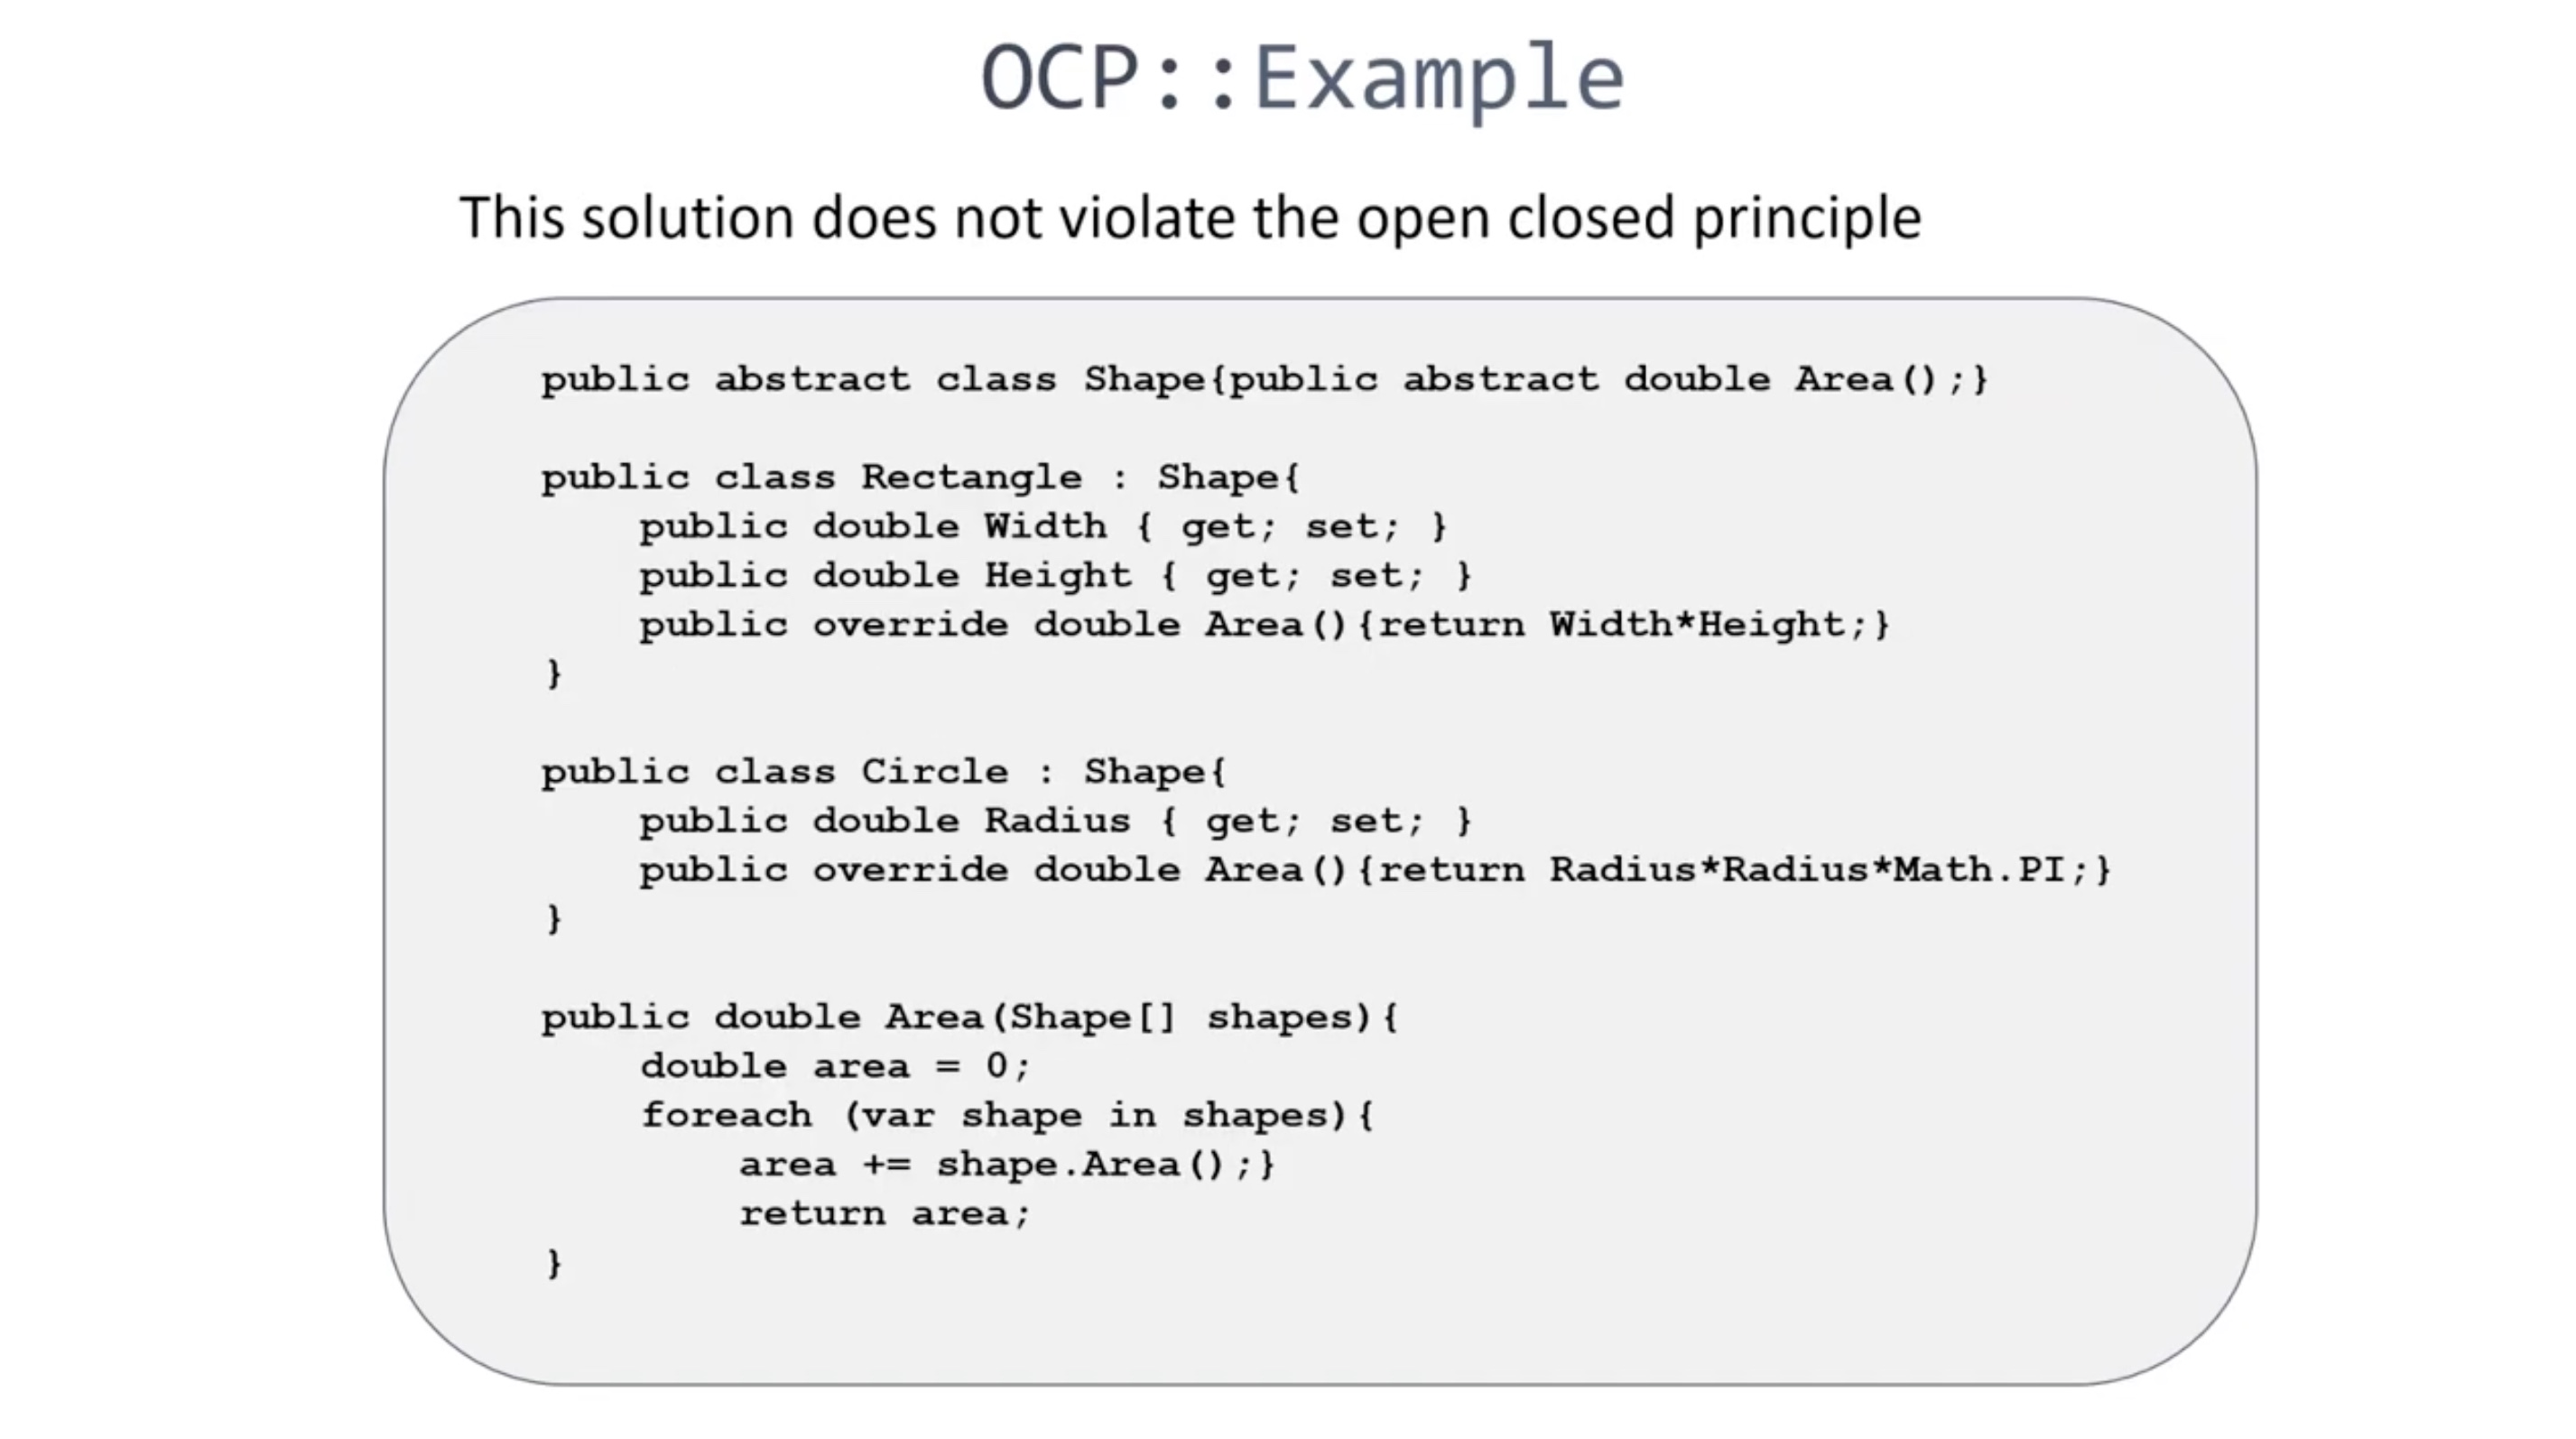 OCP::Example
This solution does not violate the open closed principle
public abstract class Shape{public abstract double Area();}
public class Rectangle : Shape{
public double Width { get; set; }
public double Height { get; set; }
public override double Area(){return Width*Height;}
}
public class Circle : Shape{
public double Radius { get; set; }
public override double Area(){return Radius*Radius*Math.PI;}
}
public double Area(Shape[] shapes){
double area = 0;
foreach (var shape in shapes){
area += shape.Area();}
return area;
}